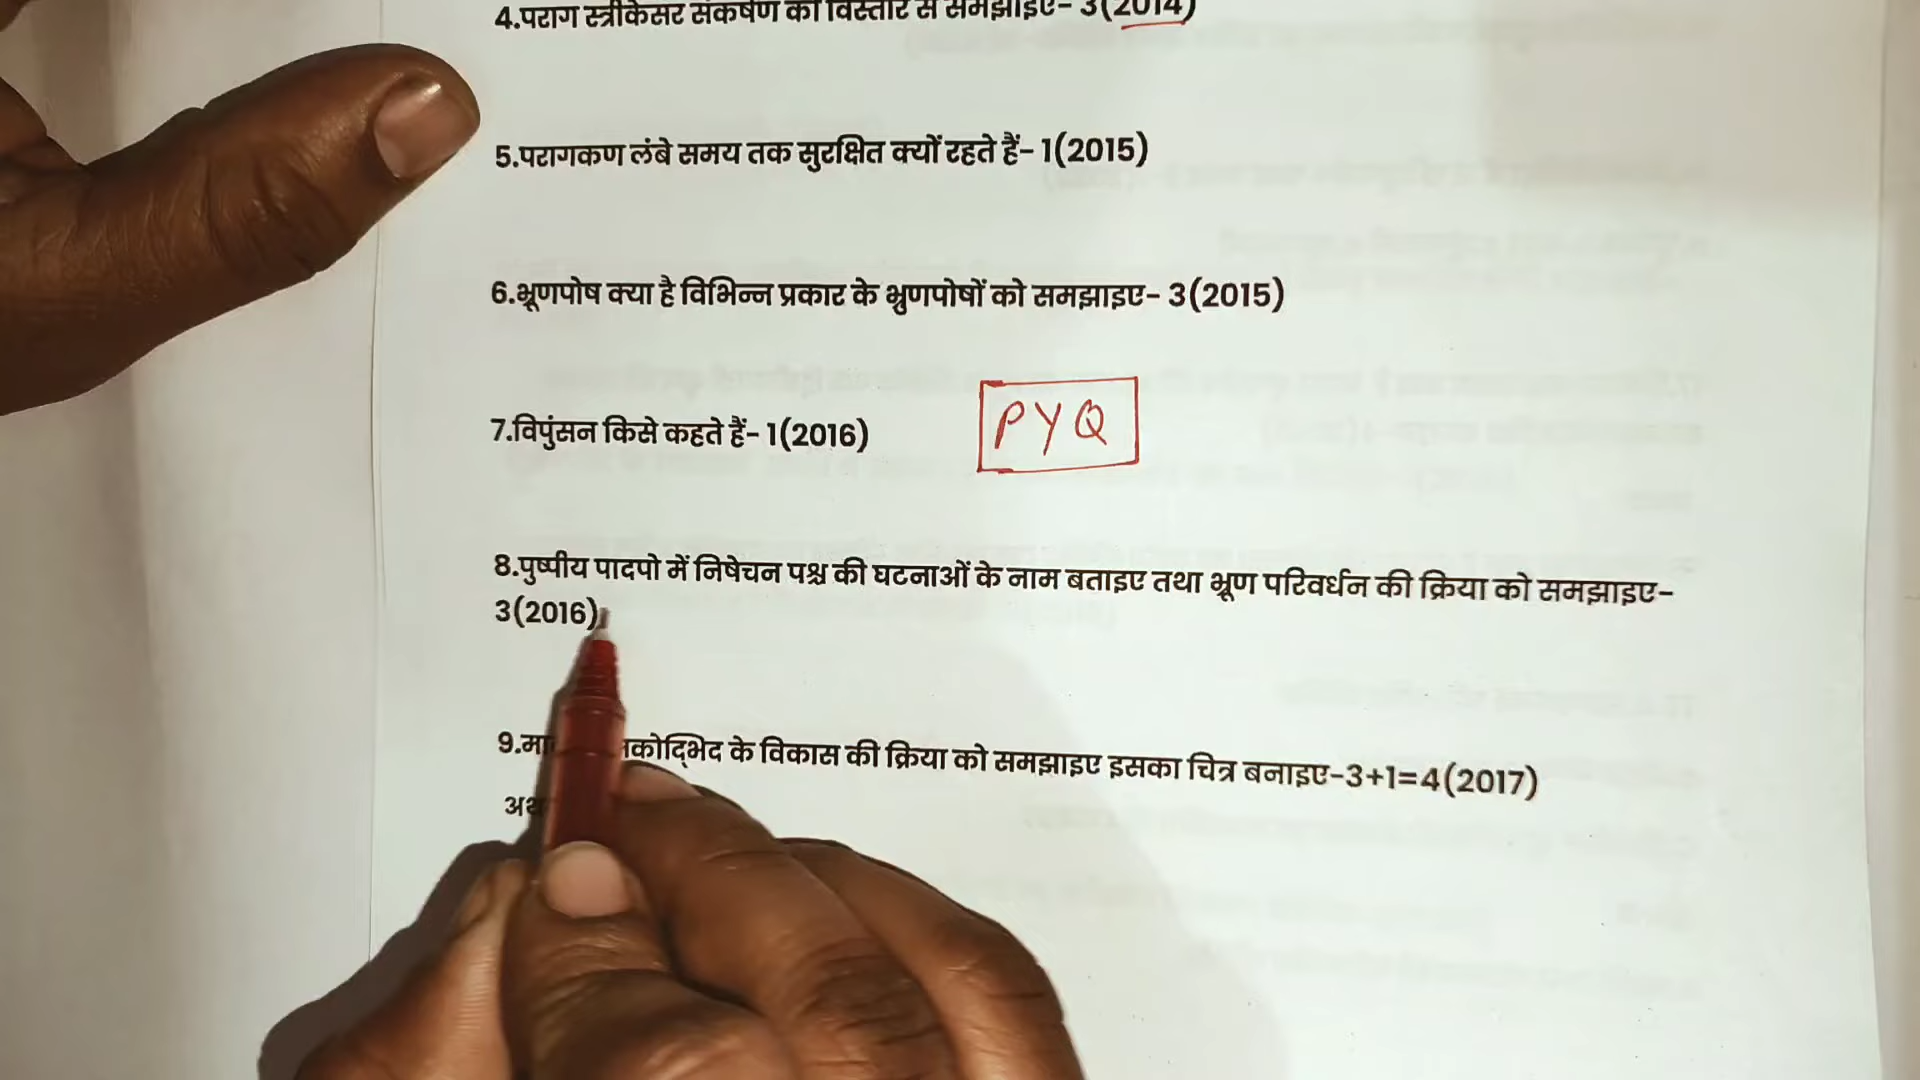 4.पराग स्त्रीकेसर संकर्षण को विस्तार से समझाइए- 3(2014)
5.परागकण लंबे समय तक सुरक्षित क्यों रहते हैं- 1(2015)
6.भ्रूणपोष क्या है विभिन्न प्रकार के भ्रुणपोषों को समझाइए- 3(2015)
7.विपुंसन किसे कहते हैं- 1(2016)
PYQ
8.पुष्पीय पादपो में निषेचन पश्च की घटनाओं के नाम बताइए तथा भ्रूण परिवर्धन की क्रिया को समझाइए-
3(2016)
9. के विकास की क्रिया को समझाइए इसका चित्र बनाइए-3+1=4(2017)